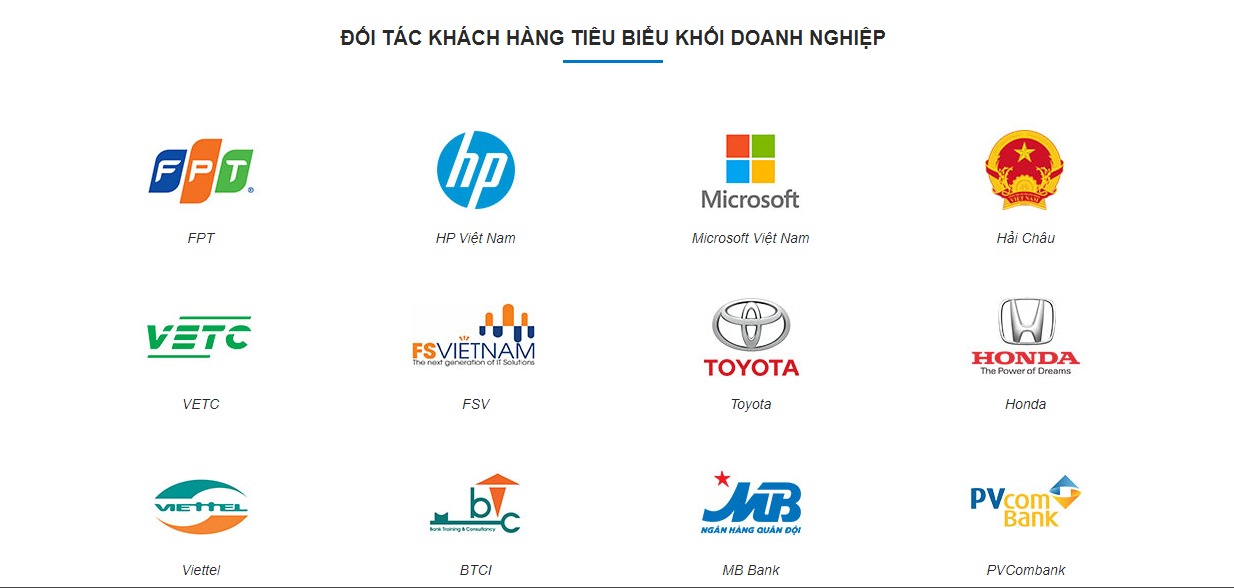 ĐỐI TÁC KHÁCH HÀNG TIÊU BIỂU KHỐI DOANH NGHIỆP
FPT®
hp
Microsoft
VIỆT NAM
FPT
HP Việt Nam
Microsoft Việt Nam
Hải Châu
VETC
FSVIETNAM
The next generation of IT Solutions
TOYOTA
HONDA
The Power of Dreams
VETC
FSV
Toyota
Honda
VIETTEL
btc
Bank Training & Consultancy
MB
NGÂN HÀNG QUÂN ĐỘI
PVcom
Bank
Viettel
BTCI
MB Bank
PVCombank